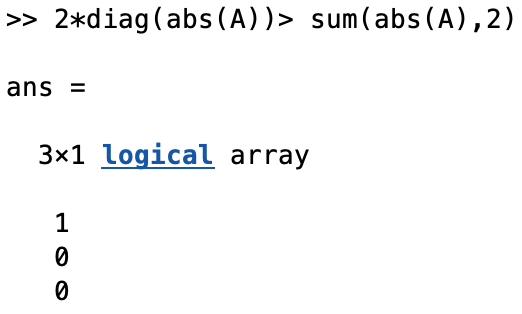 >> 2*diag(abs(A))> sum(abs(A),2)
ans =
3×1 logical array
1
0
0